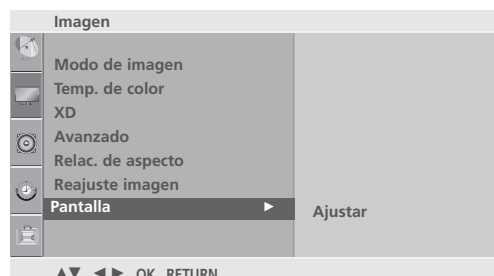 Imagen
Modo de imagen
Temp. de color
XD
Avanzado
Relac. de aspecto
Reajuste imagen
Pantalla ► Ajustar
▲▼ ◄ ► OK RETURN